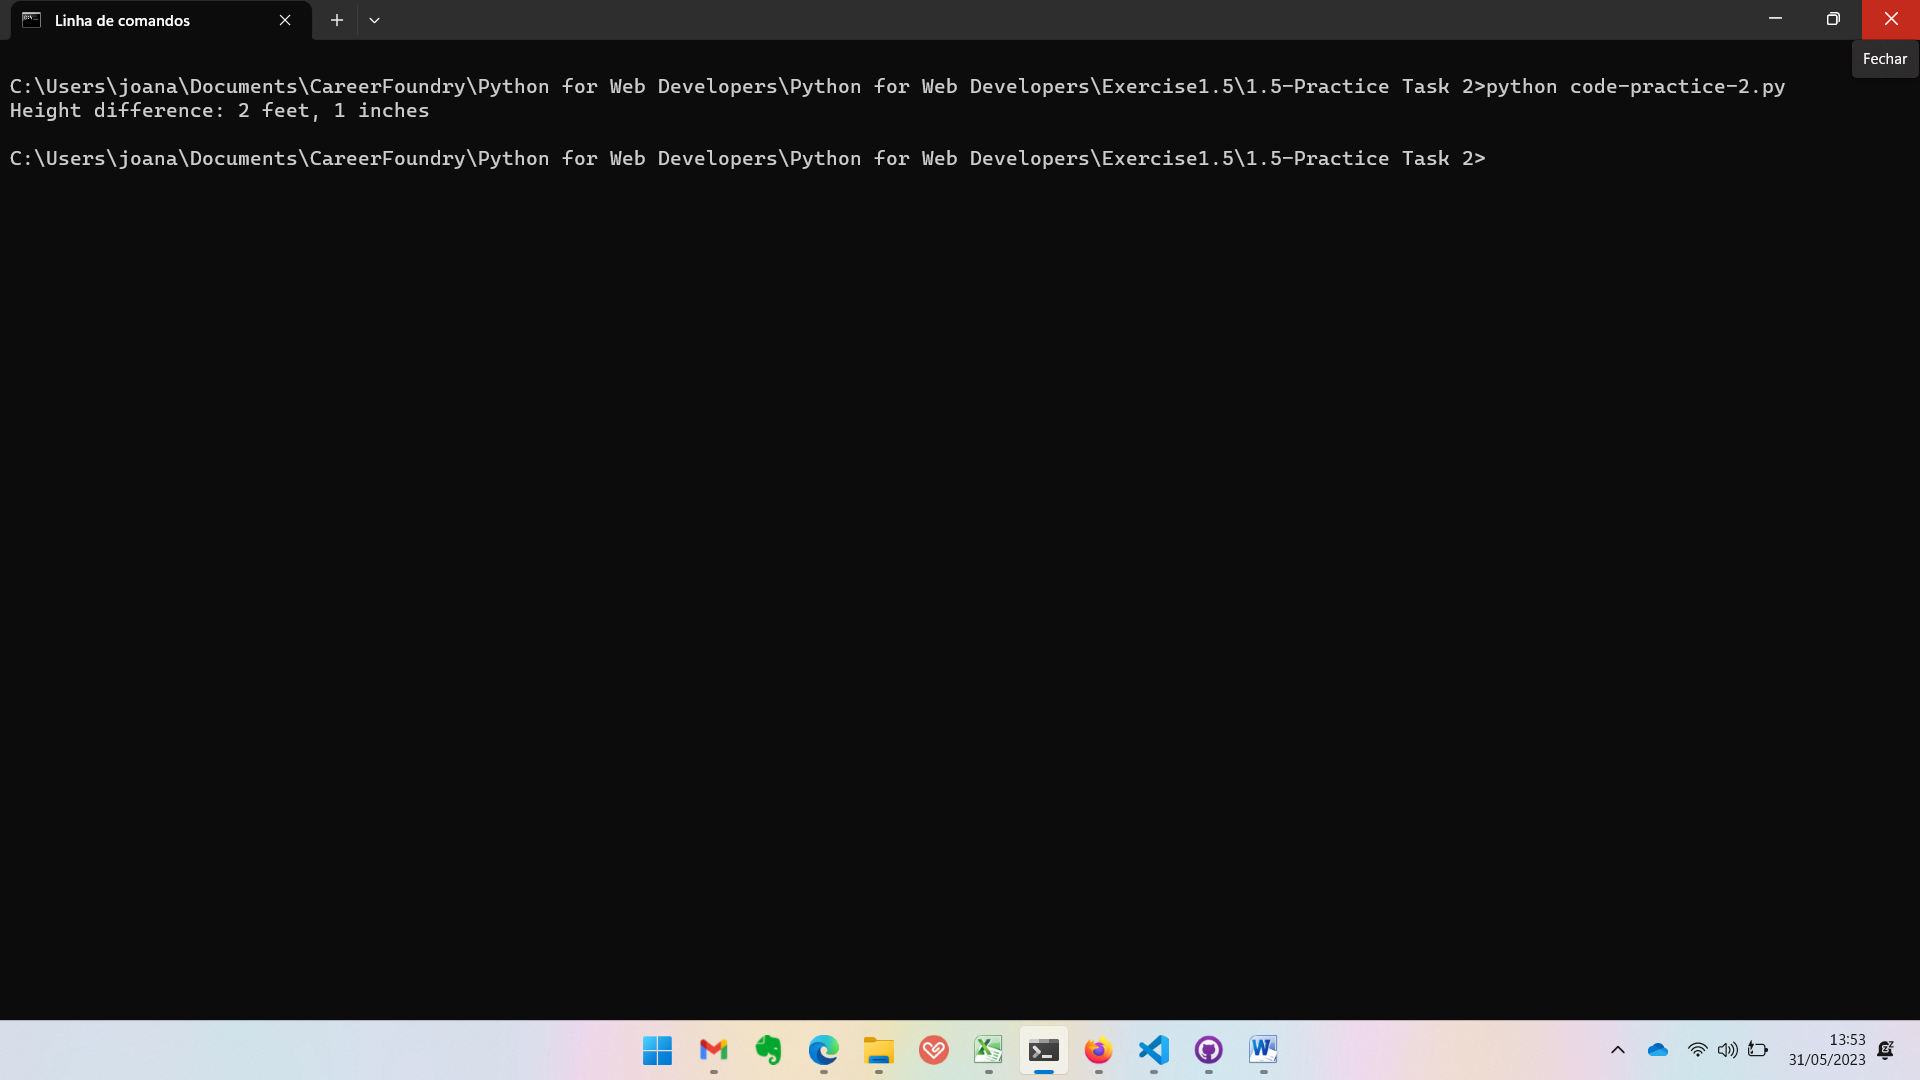 Linha de comandos
Fechar
C:\Users\joana\Documents\CareerFoundry\Python for Web Developers\Python for Web Developers\Exercise1.5\1.5-Practice Task 2>python code-practice-2.py
Height difference: 2 feet, 1 inches
C:\Users\joana\Documents\CareerFoundry\Python for Web Developers\Python for Web Developers\Exercise1.5\1.5-Practice Task 2>
13:53
31/05/2023